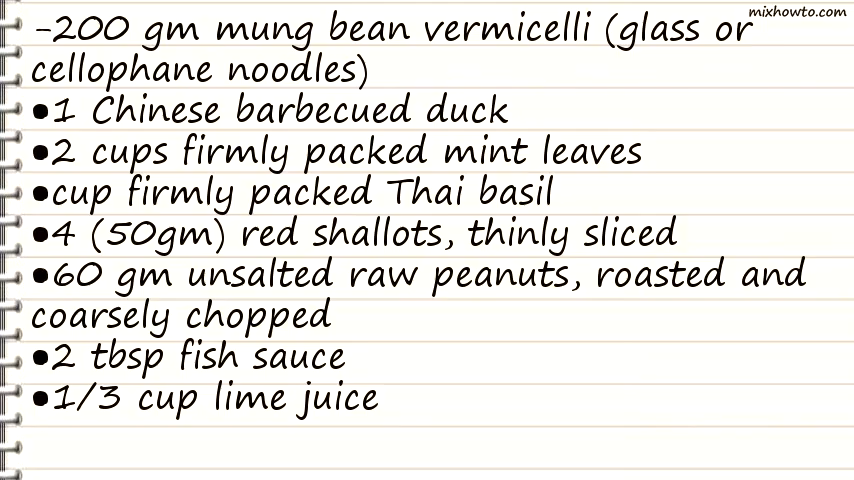 mixhowto.com
-200 gm mung bean vermicelli (glass or
cellophane noodles)
•1 Chinese barbecued duck
•2 cups firmly packed mint leaves
•cup firmly packed Thai basil
•4 (50gm) red shallots, thinly sliced
•60 gm unsalted raw peanuts, roasted and
coarsely chopped
•2 tbsp fish sauce
•1/3 cup lime juice